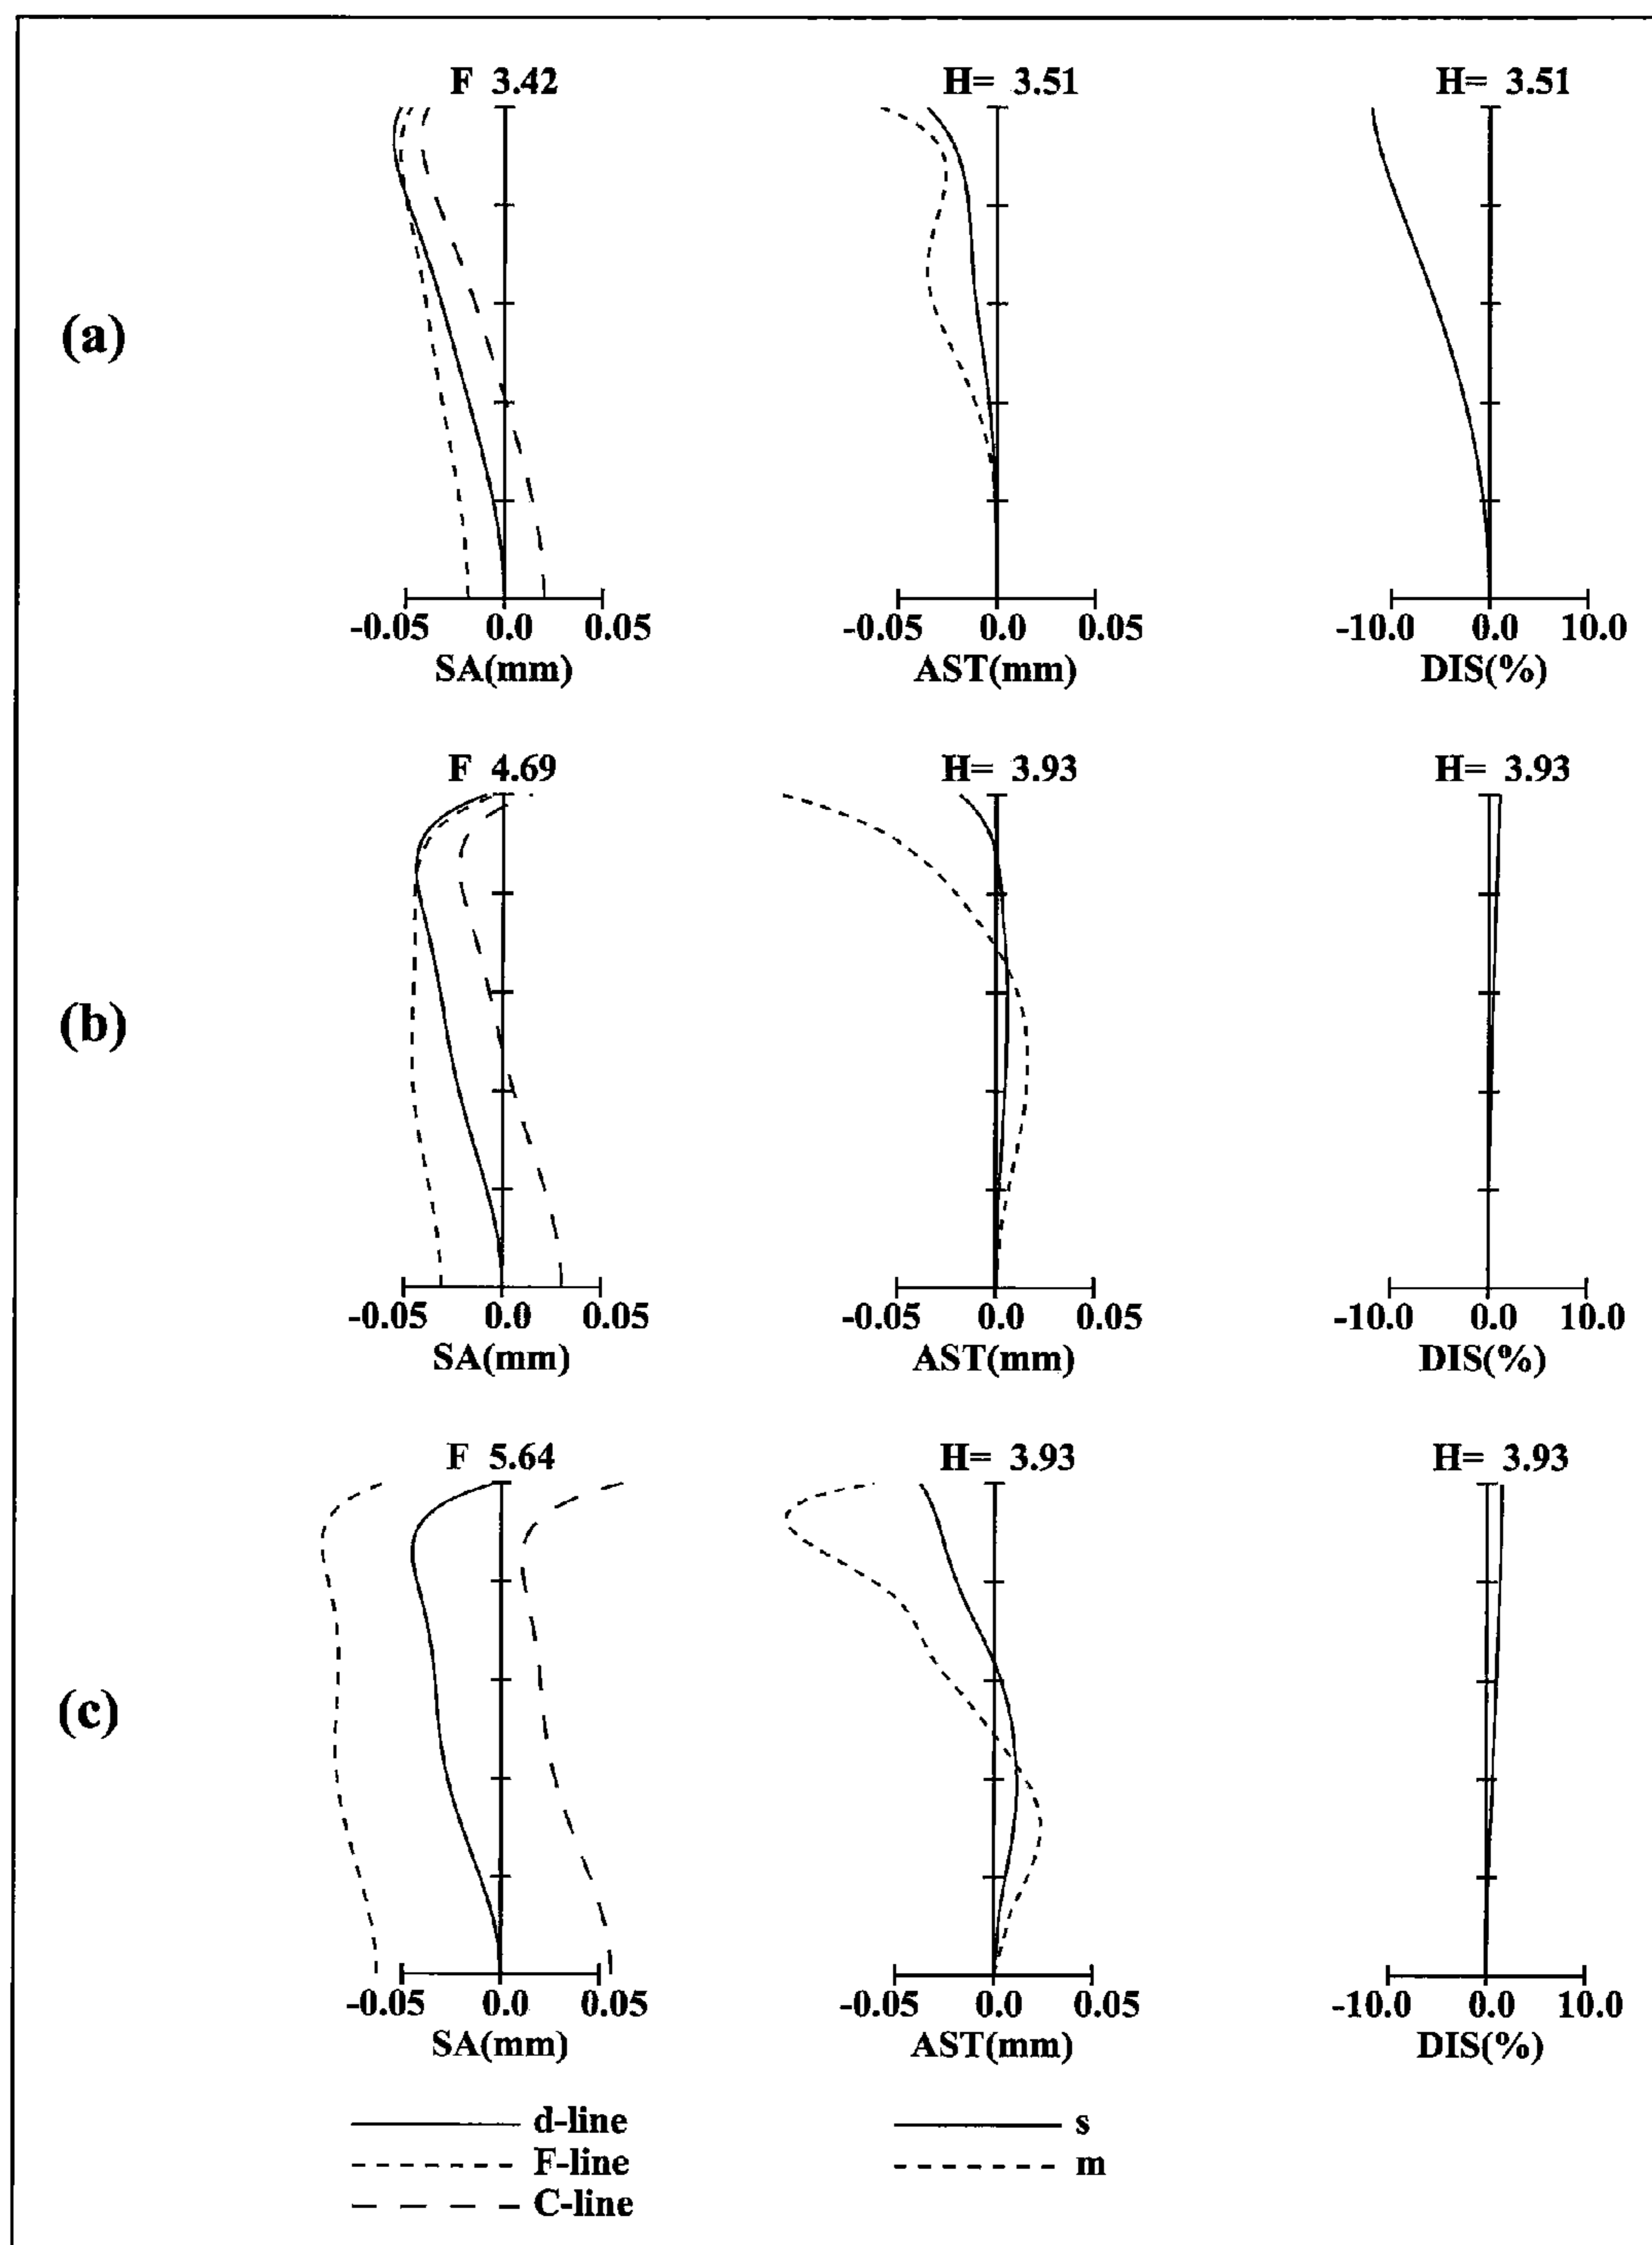 F 3.42 H= 3.51 H= 3.51
(a)
-0.05 0.0 0.05 -0.05 0.0 0.05 -10.0 0.0 10.0
SA(mm) AST(mm) DIS(%)
F 4.69 H= 3.93 H= 3.93
(b)
-0.05 0.0 0.05 -0.05 0.0 0.05 -10.0 0.0 10.0
SA(mm) AST(mm) DIS(%)
F 5.64 H= 3.93 H= 3.93
(c)
-0.05 0.0 0.05 -0.05 0.0 0.05 -10.0 0.0 10.0
SA(mm) AST(mm) DIS(%)
d-line s
F-line m
C-line